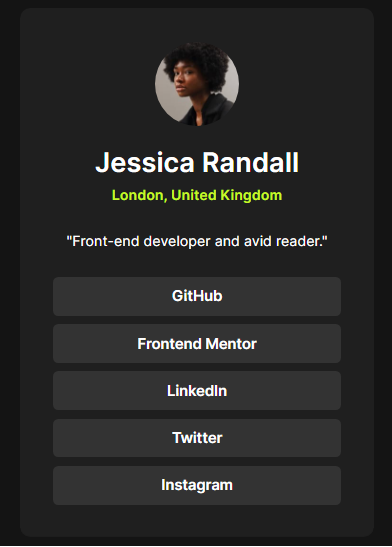 Jessica Randall
London, United Kingdom
"Front-end developer and avid reader."
GitHub
Frontend Mentor
LinkedIn
Twitter
Instagram